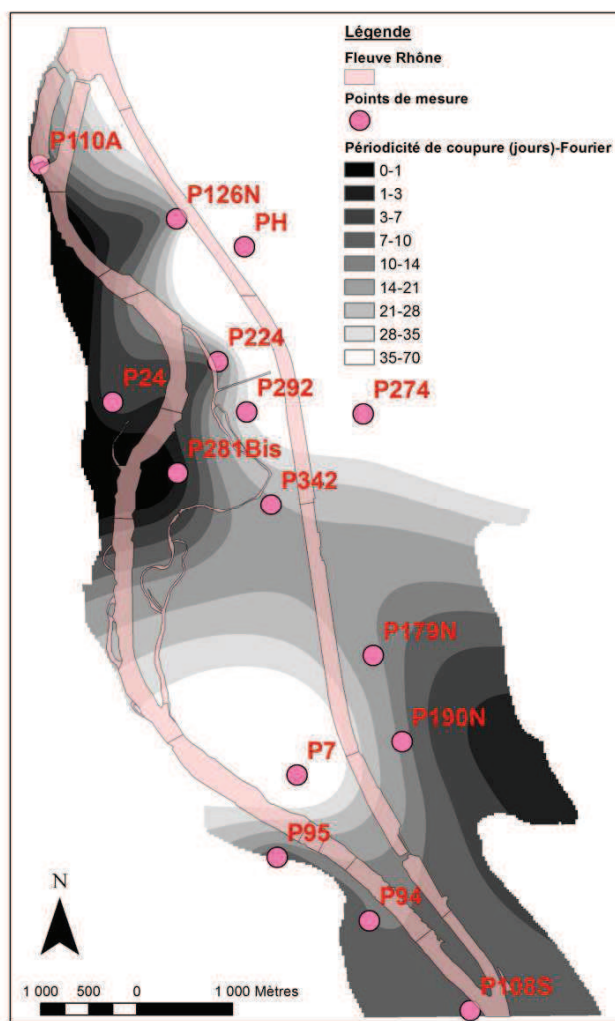 Légende
Fleuve Rhône
Points de mesure
Périodicité de coupure (jours)-Fourier
0-1
1-3
3-7
7-10
10-14
14-21
21-28
28-35
35-70
P110A
P126N
PH
P224
P24
P292
P274
P281Bis
P342
P179N
P190N
P7
P95
P94
P108S
N
1 000 500 0 1 000 Mètres